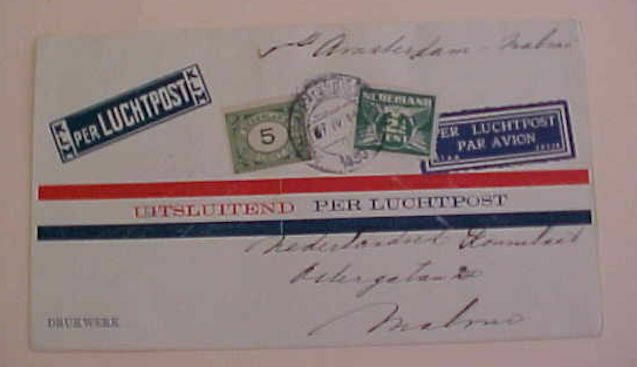 Amsterdam - Malmö
PER LUCHTPOST
5
NEDERLAND
PER LUCHTPOST
PAR AVION
UITSLUITEND PER LUCHTPOST
Nederlandsch Konsulaat
Östergatan
Malmö
DRUKWERK